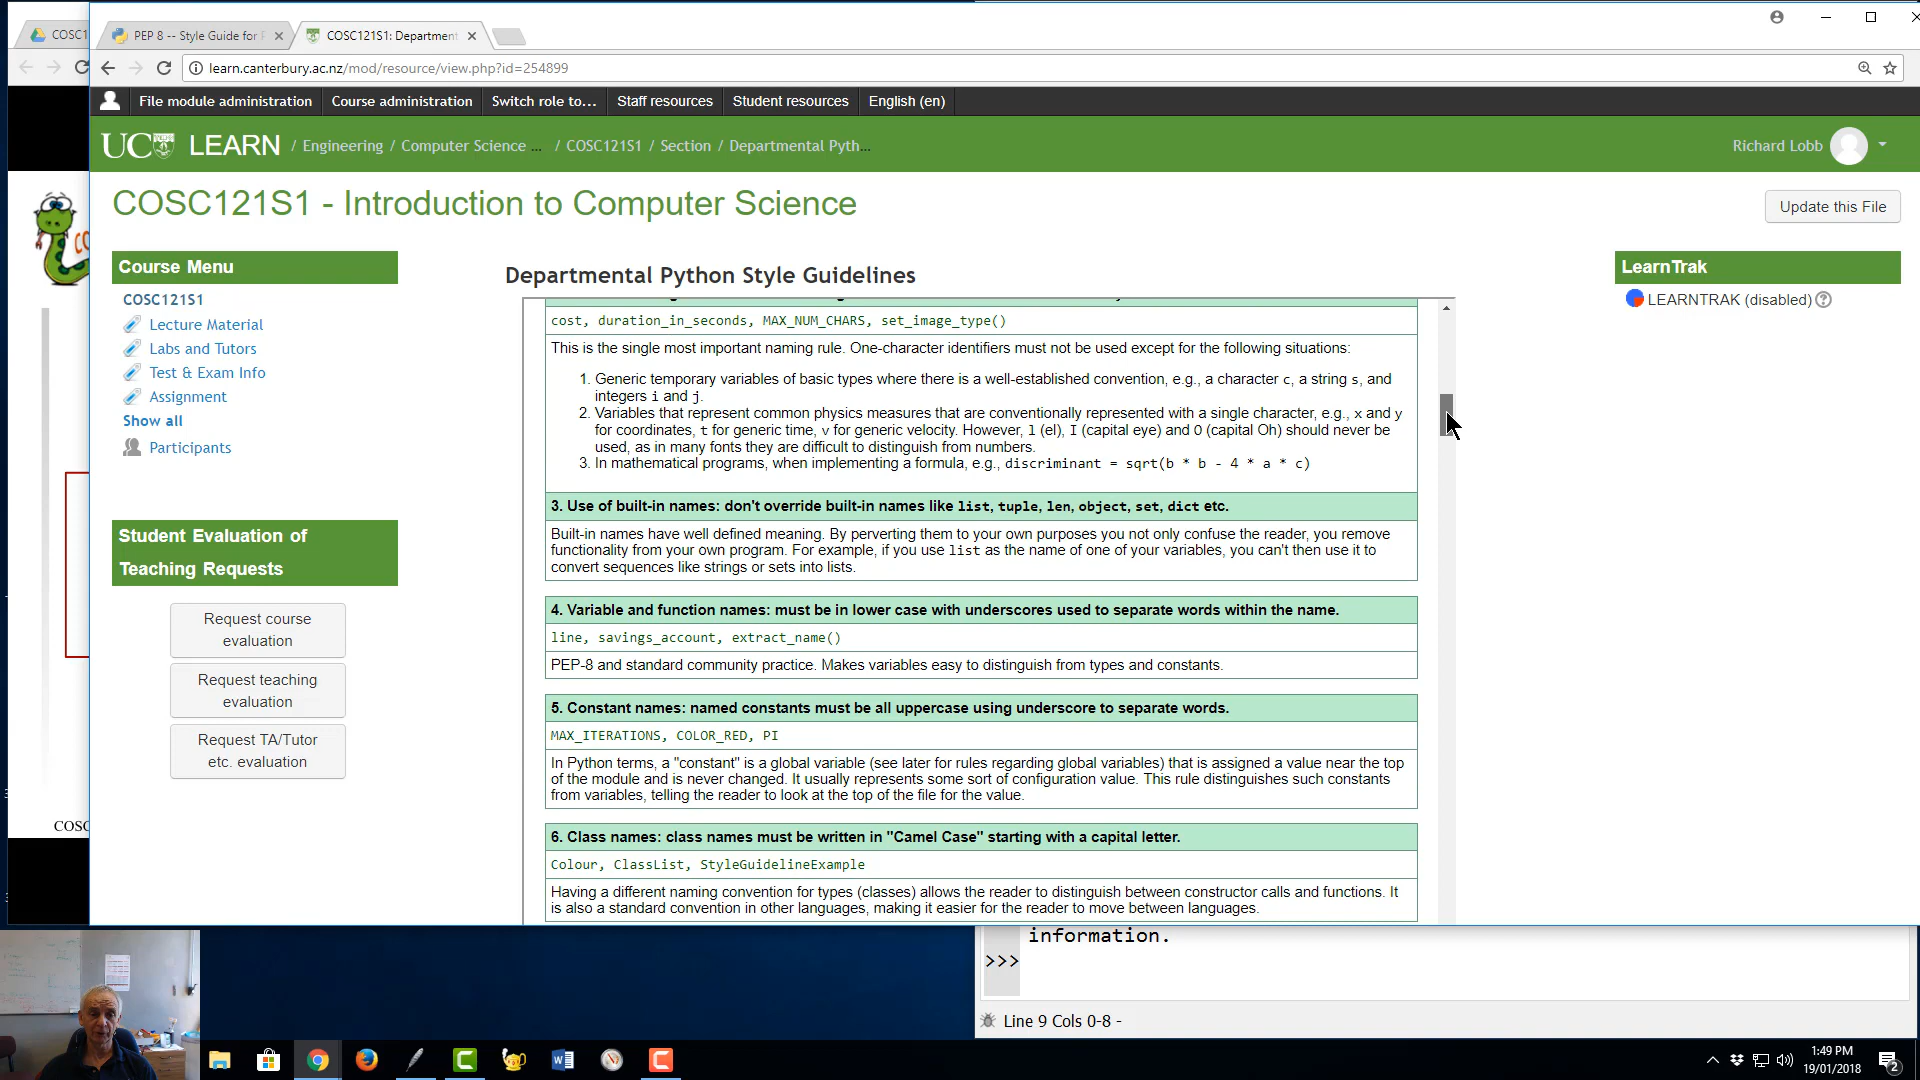 COSC1
PEP 8 -- Style Guide for
COSC121S1: Department
learn.canterbury.ac.nz/mod/resource/view.php?id=254899
File module administration
Course administration
Switch role to...
Staff resources
Student resources
English (en)
UC LEARN / Engineering / Computer Science ... / COSC121S1 / Section / Departmental Pyth...
Richard Lobb
COSC121S1 - Introduction to Computer Science
Update this File
Course Menu
COSC121S1
Lecture Material
Labs and Tutors
Test & Exam Info
Assignment
Show all
Participants
Student Evaluation of
Teaching Requests
Request course
evaluation
Request teaching
evaluation
Request TA/Tutor
etc. evaluation
Departmental Python Style Guidelines
cost, duration_in_seconds, MAX_NUM_CHARS, set_image_type()
This is the single most important naming rule. One-character identifiers must not be used except for the following situations:
1. Generic temporary variables of basic types where there is a well-established convention, e.g., a character c, a string s, and
integers i and j.
2. Variables that represent common physics measures that are conventionally represented with a single character, e.g., x and y
for coordinates, t for generic time, v for generic velocity. However, l (el), I (capital eye) and O (capital Oh) should never be
used, as in many fonts they are difficult to distinguish from numbers.
3. In mathematical programs, when implementing a formula, e.g., discriminant = sqrt(b * b - 4 * a * c)
3. Use of built-in names: don't override built-in names like list, tuple, len, object, set, dict etc.
Built-in names have well defined meaning. By perverting them to your own purposes you not only confuse the reader, you remove
functionality from your own program. For example, if you use list as the name of one of your variables, you can't then use it to
convert sequences like strings or sets into lists.
4. Variable and function names: must be in lower case with underscores used to separate words within the name.
line, savings_account, extract_name()
PEP-8 and standard community practice. Makes variables easy to distinguish from types and constants.
5. Constant names: named constants must be all uppercase using underscore to separate words.
MAX_ITERATIONS, COLOR_RED, PI
In Python terms, a "constant" is a global variable (see later for rules regarding global variables) that is assigned a value near the top
of the module and is never changed. It usually represents some sort of configuration value. This rule distinguishes such constants
from variables, telling the reader to look at the top of the file for the value.
6. Class names: class names must be written in "Camel Case" starting with a capital letter.
Colour, ClassList, StyleGuidelineExample
Having a different naming convention for types (classes) allows the reader to distinguish between constructor calls and functions. It
is also a standard convention in other languages, making it easier for the reader to move between languages.
LearnTrak
LEARNTRAK (disabled)
COSC
information.
>>>
Line 9 Cols 0-8 -
1:49 PM
19/01/2018
2